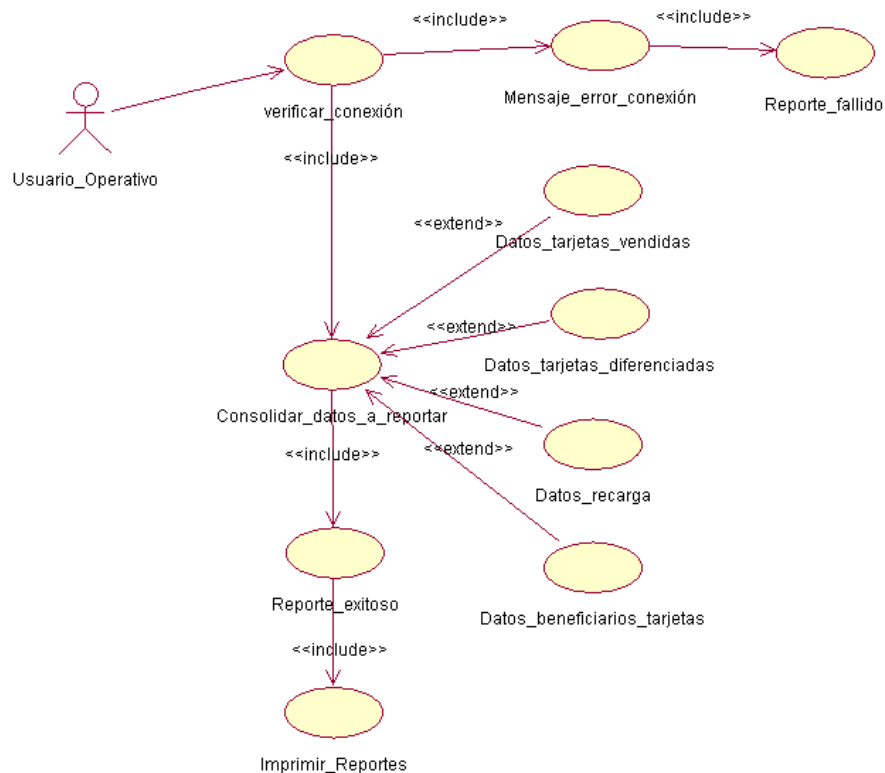 <<include>>
<<include>>
verificar_conexión
Mensaje_error_conexión
Reporte_fallido
Usuario_Operativo
<<include>>
<<extend>>
Datos_tarjetas_vendidas
<<extend>>
Datos_tarjetas_diferenciadas
<<extend>>
Consolidar_datos_a_reportar
<<extend>>
<<include>>
Datos_recarga
Reporte_exitoso
Datos_beneficiarios_tarjetas
<<include>>
Imprimir_Reportes